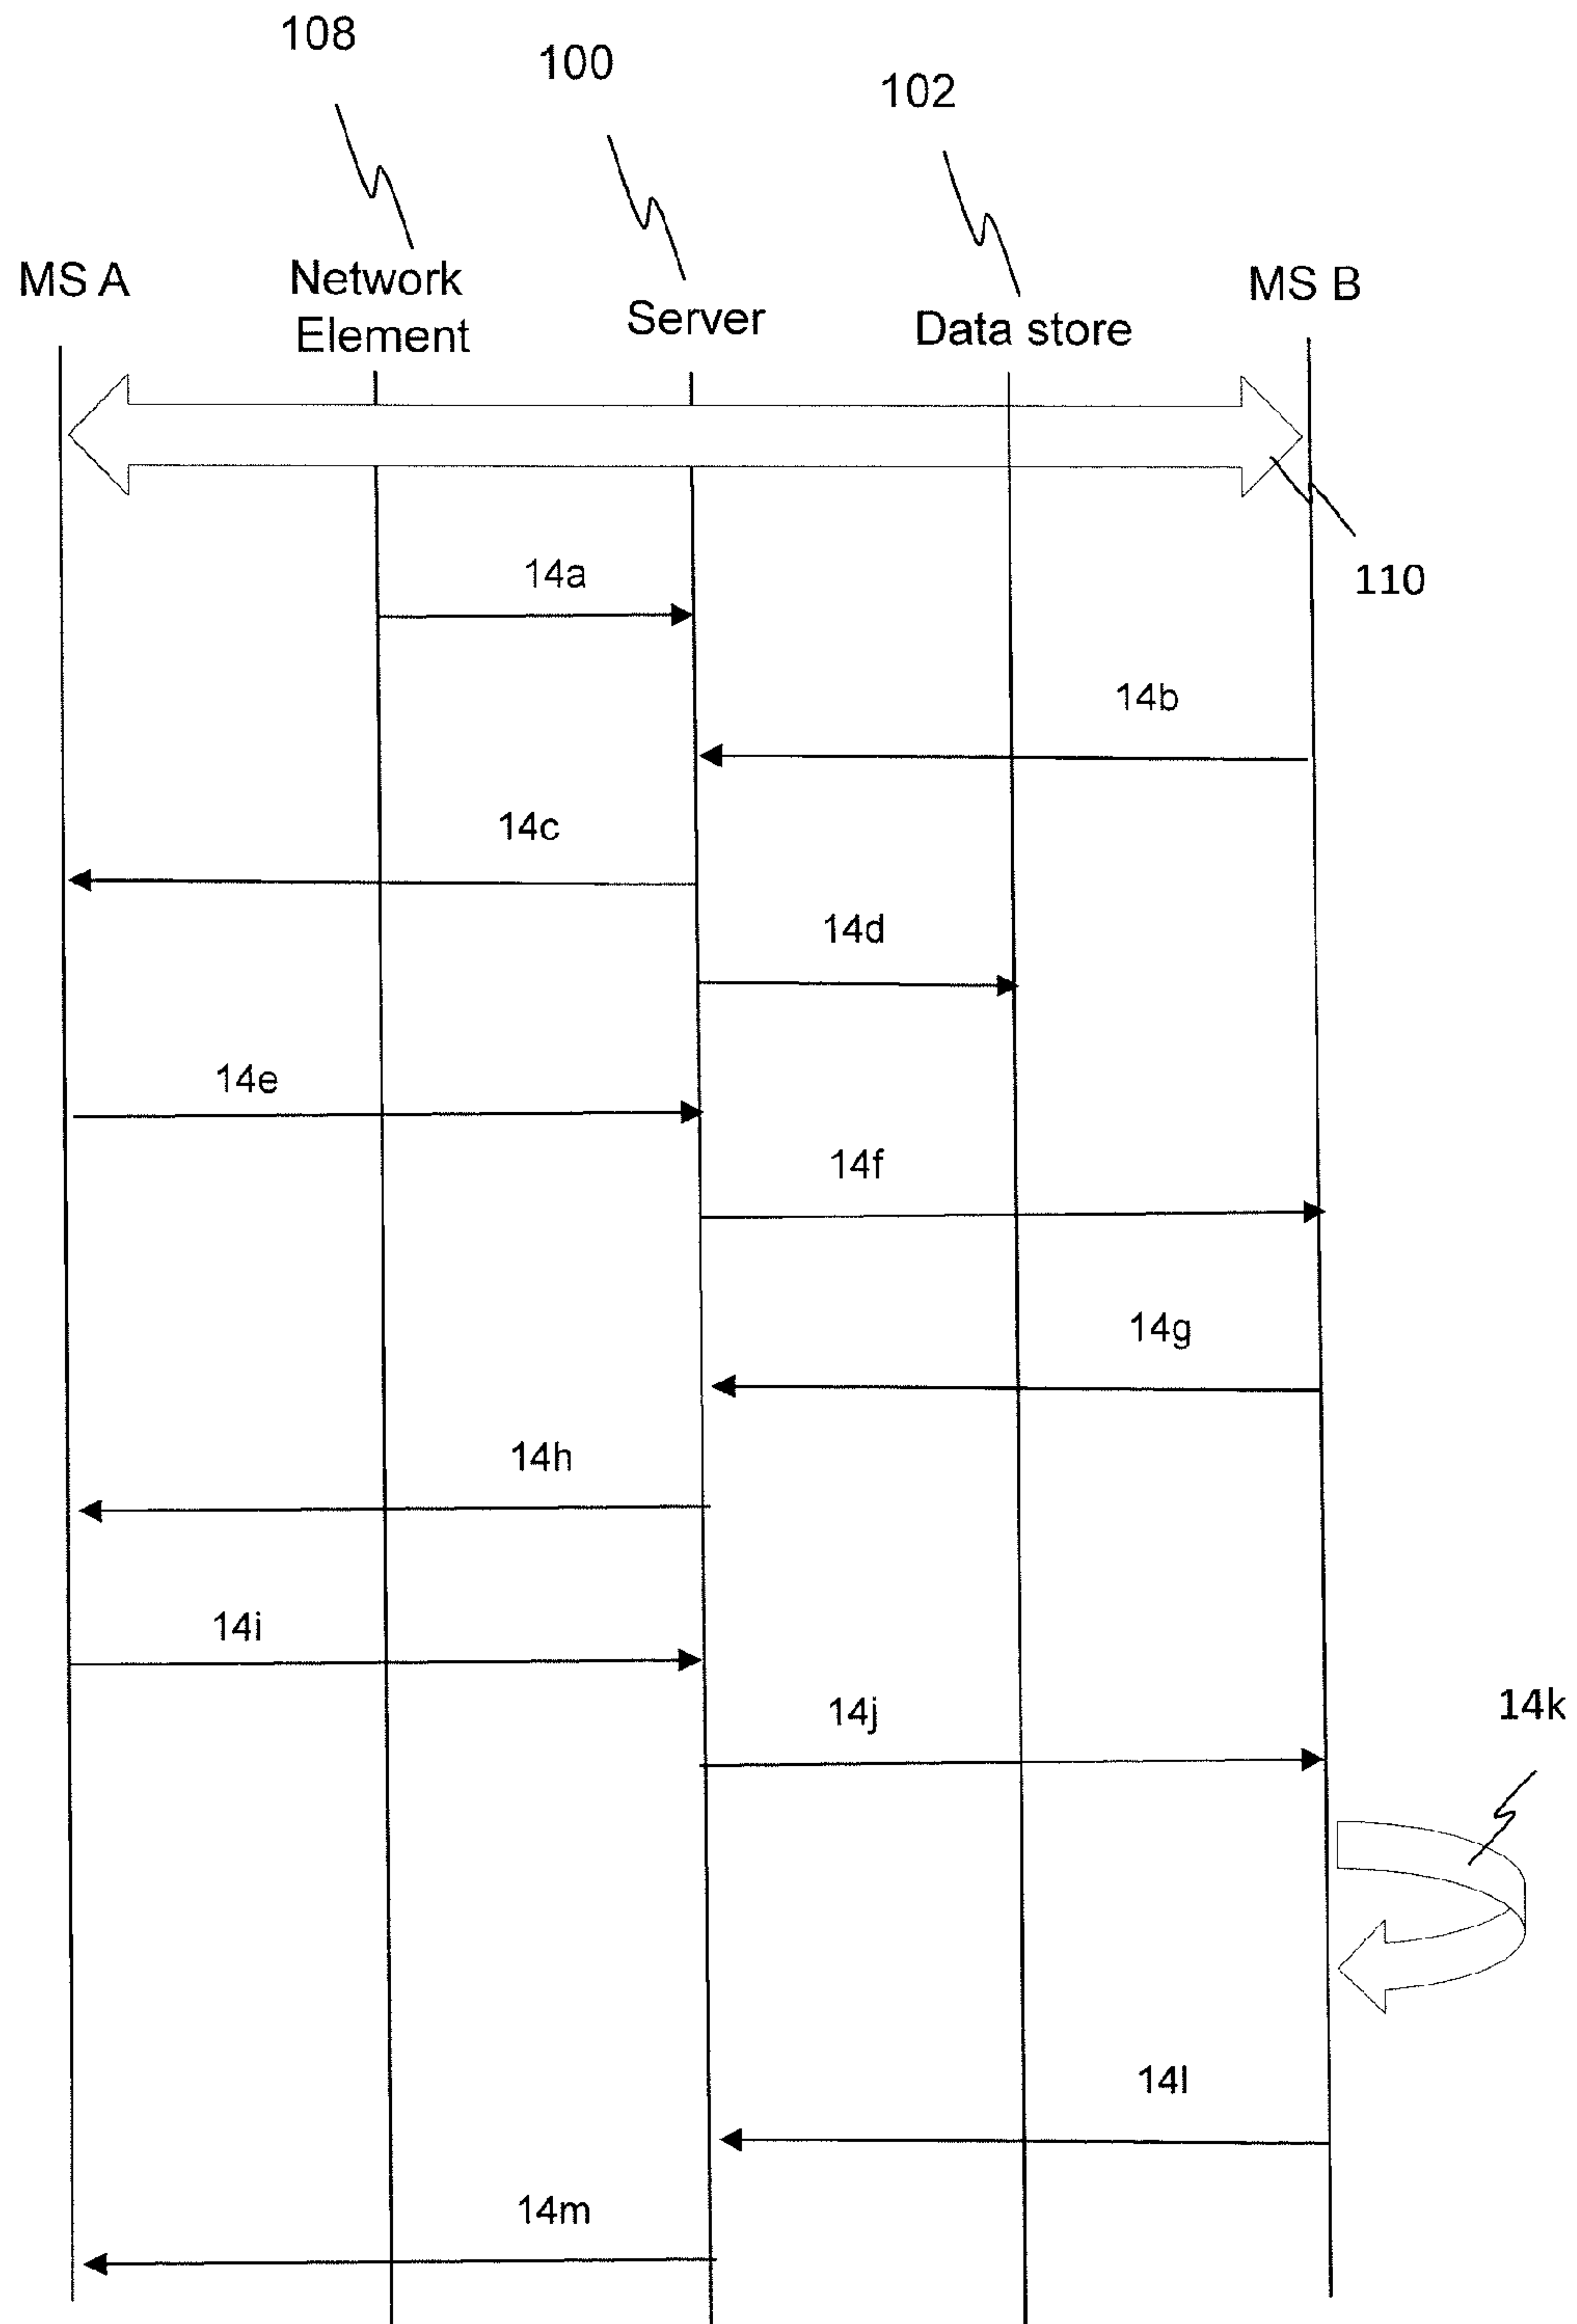 108
100
102
MS A
Network
Element
Server
Data store
MS B
110
14a
14b
14c
14d
14e
14f
14g
14h
14i
14j
14k
14l
14m